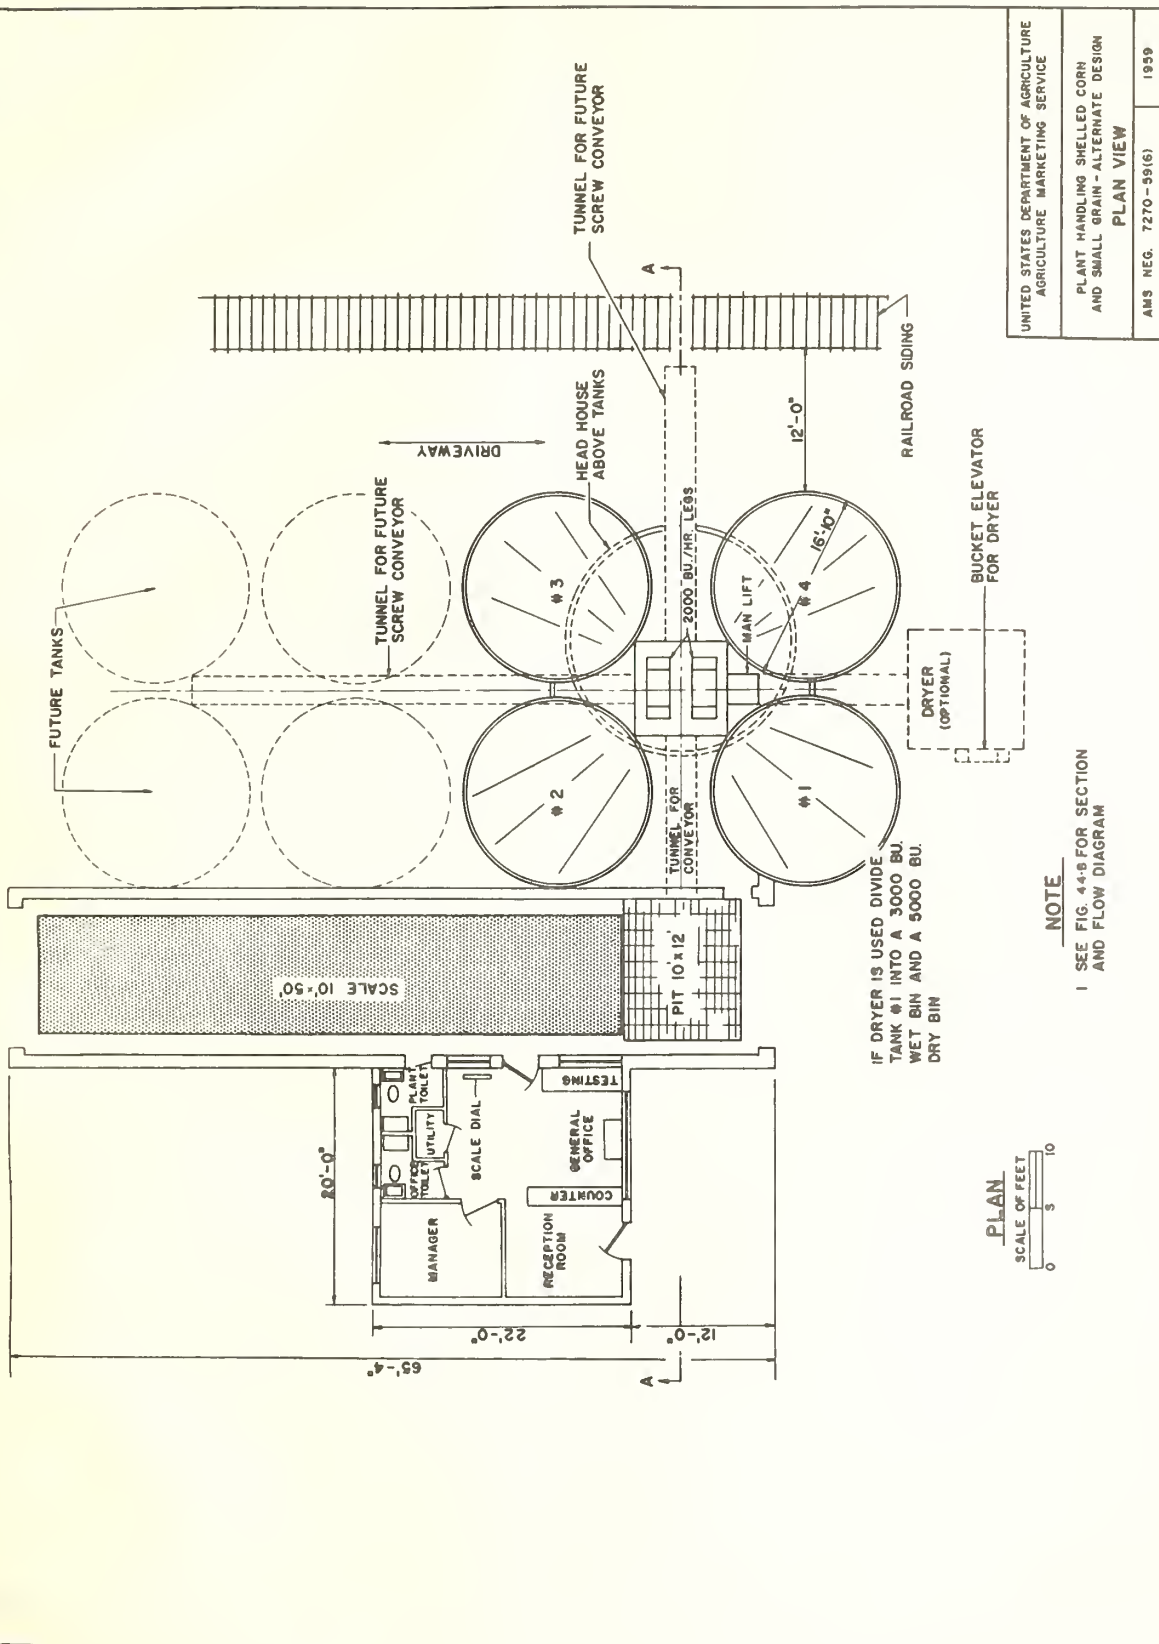 FUTURE TANKS
TUNNEL FOR FUTURE
SCREW CONVEYOR
DRIVEWAY
TUNNEL FOR FUTURE
SCREW CONVEYOR
HEAD HOUSE
ABOVE TANKS
A
#3
#2
2000 BU./HR. LEGS
MAN LIFT
#4
16'-10"
#1
12'-0"
RAILROAD SIDING
TUNNEL FOR
CONVEYOR
DRYER
(OPTIONAL)
BUCKET ELEVATOR
FOR DRYER
SCALE 10'x50'
PIT 10'x12'
IF DRYER IS USED DIVIDE
TANK #1 INTO A 3000 BU.
WET BIN AND A 5000 BU.
DRY BIN
20'-0"
PLANT
TOILET
UTILITY
OFFICE
TOILET
SCALE DIAL
TESTING
GENERAL
OFFICE
COUNTER
MANAGER
RECEPTION
ROOM
22'-0"
12'-0"
65'-4"
A
PLAN
SCALE OF FEET
0 5 10
NOTE
1 SEE FIG. 44-B FOR SECTION
AND FLOW DIAGRAM
UNITED STATES DEPARTMENT OF AGRICULTURE
AGRICULTURE MARKETING SERVICE
PLANT HANDLING SHELLED CORN
AND SMALL GRAIN - ALTERNATE DESIGN
PLAN VIEW
AMS NEG. 7270-59(6) 1959